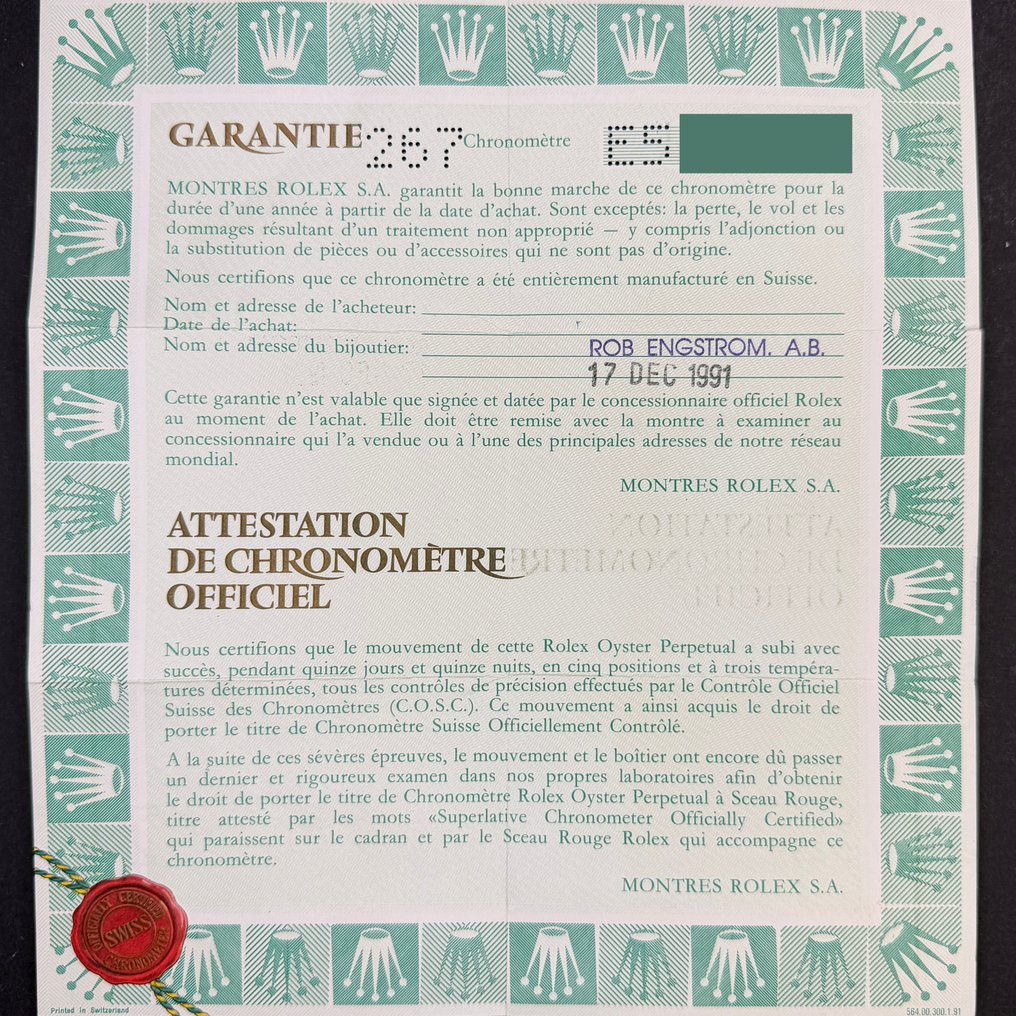 GARANTIE 267 Chronomètre E5
MONTRES ROLEX S.A. garantit la bonne marche de ce chronomètre pour la
durée d'une année à partir de la date d'achat. Sont exceptés: la perte, le vol et les
dommages résultant d'un traitement non approprié — y compris l'adjonction ou
la substitution de pièces ou d'accessoires qui ne sont pas d'origine.
Nous certifions que ce chronomètre a été entièrement manufacturé en Suisse.
Nom et adresse de l'acheteur:
Date de l'achat:
Nom et adresse du bijoutier: ROB ENGSTROM. A.B.
17 DEC 1991
Cette garantie n'est valable que signée et datée par le concessionnaire officiel Rolex
au moment de l'achat. Elle doit être remise avec la montre à examiner au
concessionnaire qui l'a vendue ou à l'une des principales adresses de notre réseau
mondial.
MONTRES ROLEX S.A.
ATTESTATION
DE CHRONOMÈTRE
OFFICIEL
Nous certifions que le mouvement de cette Rolex Oyster Perpetual a subi avec
succès, pendant quinze jours et quinze nuits, en cinq positions et à trois tempéra-
tures déterminées, tous les contrôles de précision effectués par le Contrôle Officiel
Suisse des Chronomètres (C.O.S.C.). Ce mouvement a ainsi acquis le droit de
porter le titre de Chronomètre Suisse Officiellement Contrôlé.
A la suite de ces sévères épreuves, le mouvement et le boîtier ont encore dû passer
un dernier et rigoureux examen dans nos propres laboratoires afin d'obtenir
le droit de porter le titre de Chronomètre Rolex Oyster Perpetual à Sceau Rouge,
titre attesté par les mots «Superlative Chronometer Officially Certified»
qui paraissent sur le cadran et par le Sceau Rouge Rolex qui accompagne ce
chronomètre.
MONTRES ROLEX S.A.
OFFICIALLY CERTIFIED
SWISS
CHRONOMETER
Printed in Switzerland
564.00.300.1.91